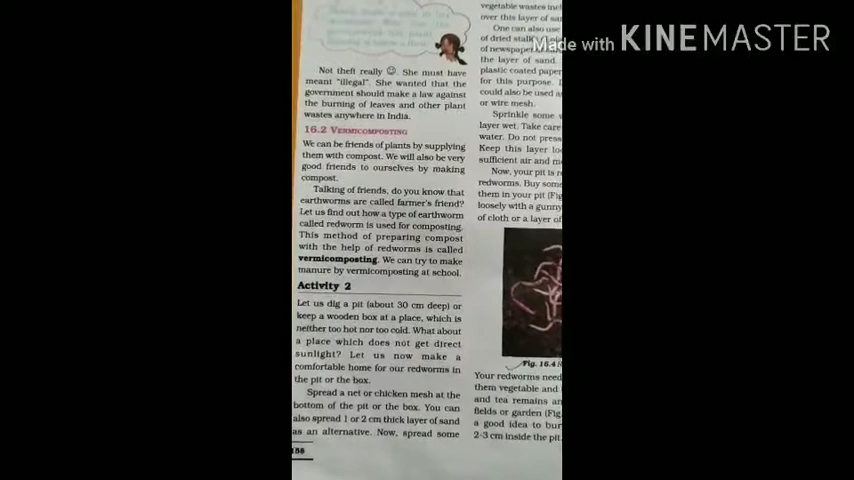 Not theft really ☺. She must have
meant "illegal". She wanted that the
government should make a law against
the burning of leaves and other plant
wastes anywhere in India.
16.2 VERMICOMPOSTING
We can be friends of plants by supplying
them with compost. We will also be very
good friends to ourselves by making
compost.
Talking of friends, do you know that
earthworms are called farmer's friend?
Let us find out how a type of earthworm
called redworm is used for composting.
This method of preparing compost
with the help of redworms is called
vermicomposting. We can try to make
manure by vermicomposting at school.
Activity 2
Let us dig a pit (about 30 cm deep) or
keep a wooden box at a place, which is
neither too hot nor too cold. What about
a place which does not get direct
sunlight? Let us now make a
comfortable home for our redworms in
the pit or the box.
Spread a net or chicken mesh at the
bottom of the pit or the box. You can
also spread 1 or 2 cm thick layer of sand
as an alternative. Now, spread some
158
vegetable wastes incl
over this layer of sa
One can also use
of dried stalk
of newspaper
the layer of sand.
plastic coated paper
for this purpose.
could also be used a
or wire mesh.
Sprinkle some
layer wet. Take care
water. Do not pres
Keep this layer lo
sufficient air and m
Now, your pit is r
redworms. Buy some
them in your pit (Fig
loosely with a gunny
of cloth or a layer of
Fig. 16.4
Your redworms need
them vegetable and
and tea remains an
fields or garden (Fig
a good idea to bur
2-3 cm inside the pit.
Made with KINEMASTER